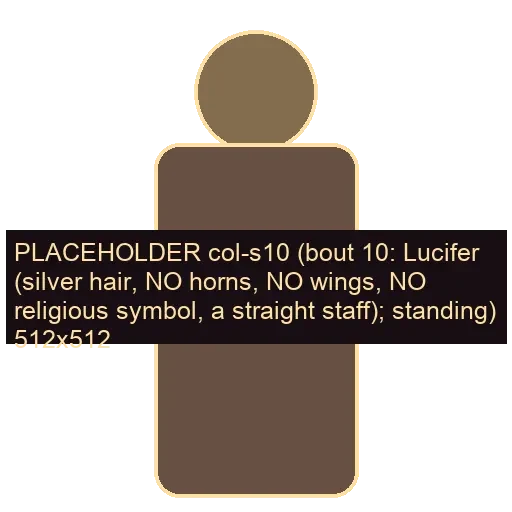 PLACEHOLDER col-s10 (bout 10: Lucifer
(silver hair, NO horns, NO wings, NO
religious symbol, a straight staff); standing)
512x512